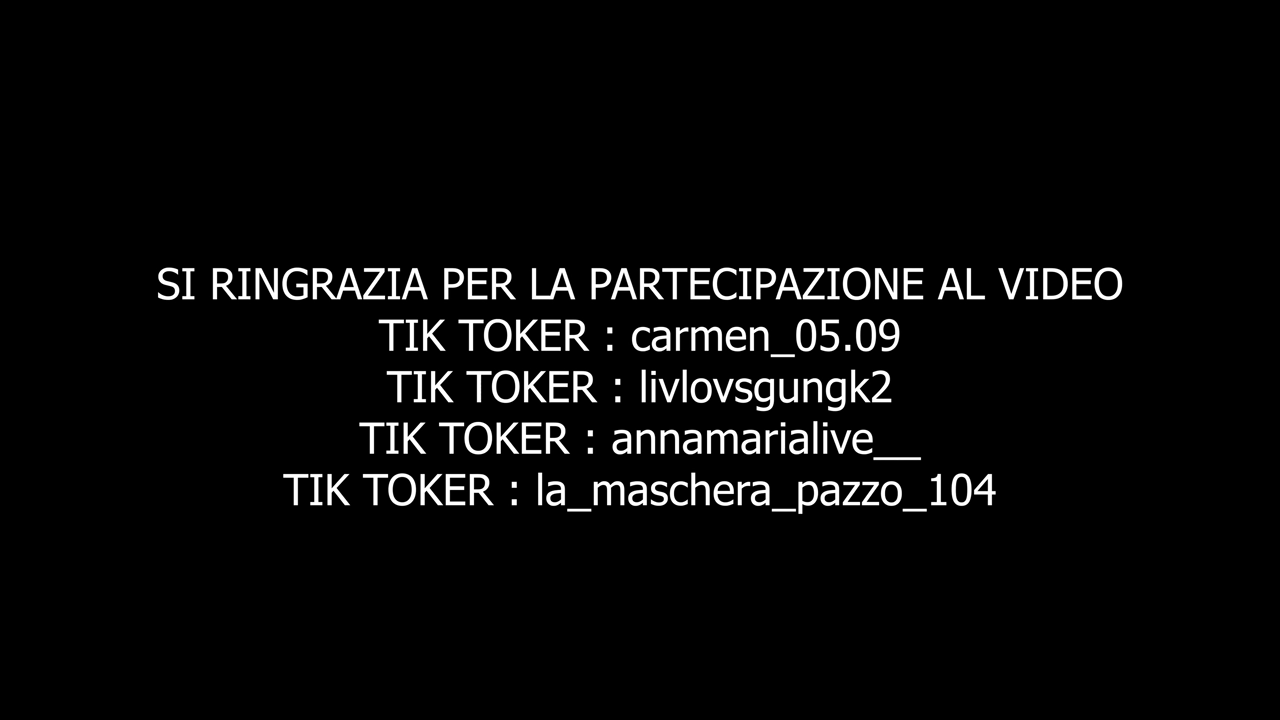 SI RINGRAZIA PER LA PARTECIPAZIONE AL VIDEO
TIK TOKER : carmen_05.09
TIK TOKER : livlovsgungk2
TIK TOKER : annamarialive__
TIK TOKER : la_maschera_pazzo_104